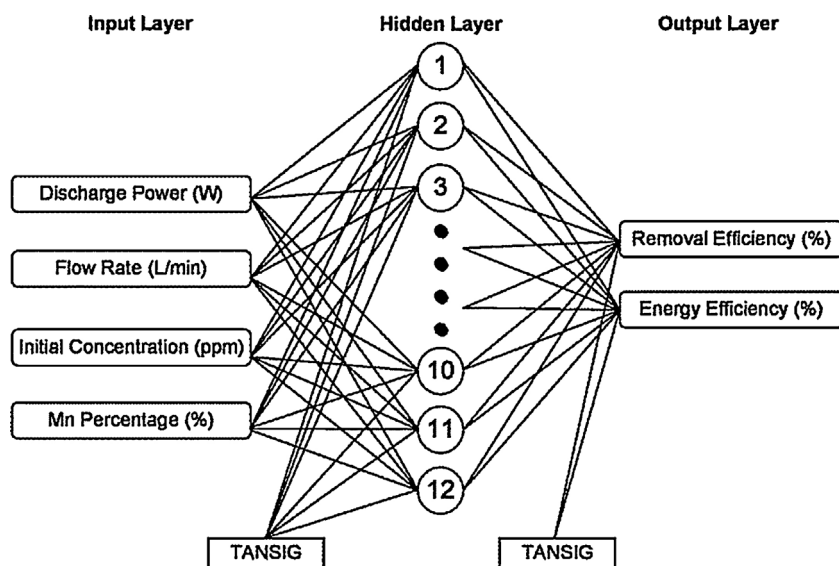 Input Layer
Hidden Layer
Output Layer
1
2
3
10
11
12
Discharge Power (W)
Flow Rate (L/min)
Initial Concentration (ppm)
Mn Percentage (%)
Removal Efficiency (%)
Energy Efficiency (%)
TANSIG
TANSIG